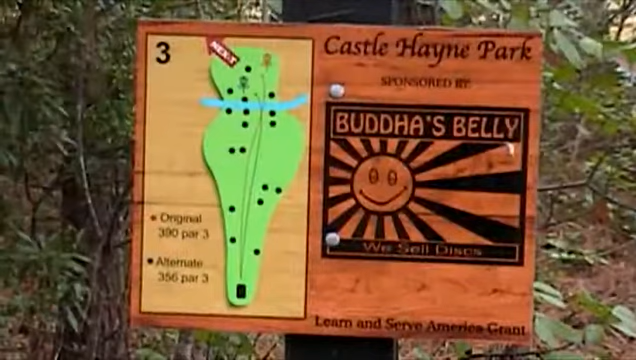 3
NEXT
Original
390 par 3
Alternate
356 par 3
Castle Hayne Park
SPONSORED BY:
BUDDHA'S BELLY
We Sell Discs
Learn and Serve America Grant